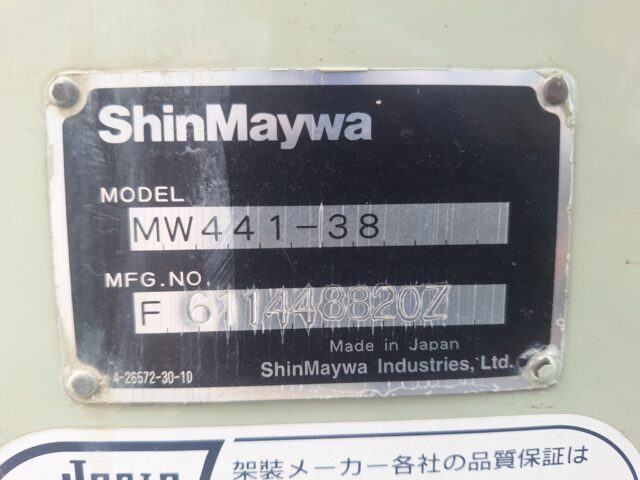 ShinMaywa
MODEL
MW441-38
MFG.NO.
F 611448820Z
Made in Japan
ShinMaywa Industries, Ltd.
4-26572-30-10
架装メーカー各社の品質保証は